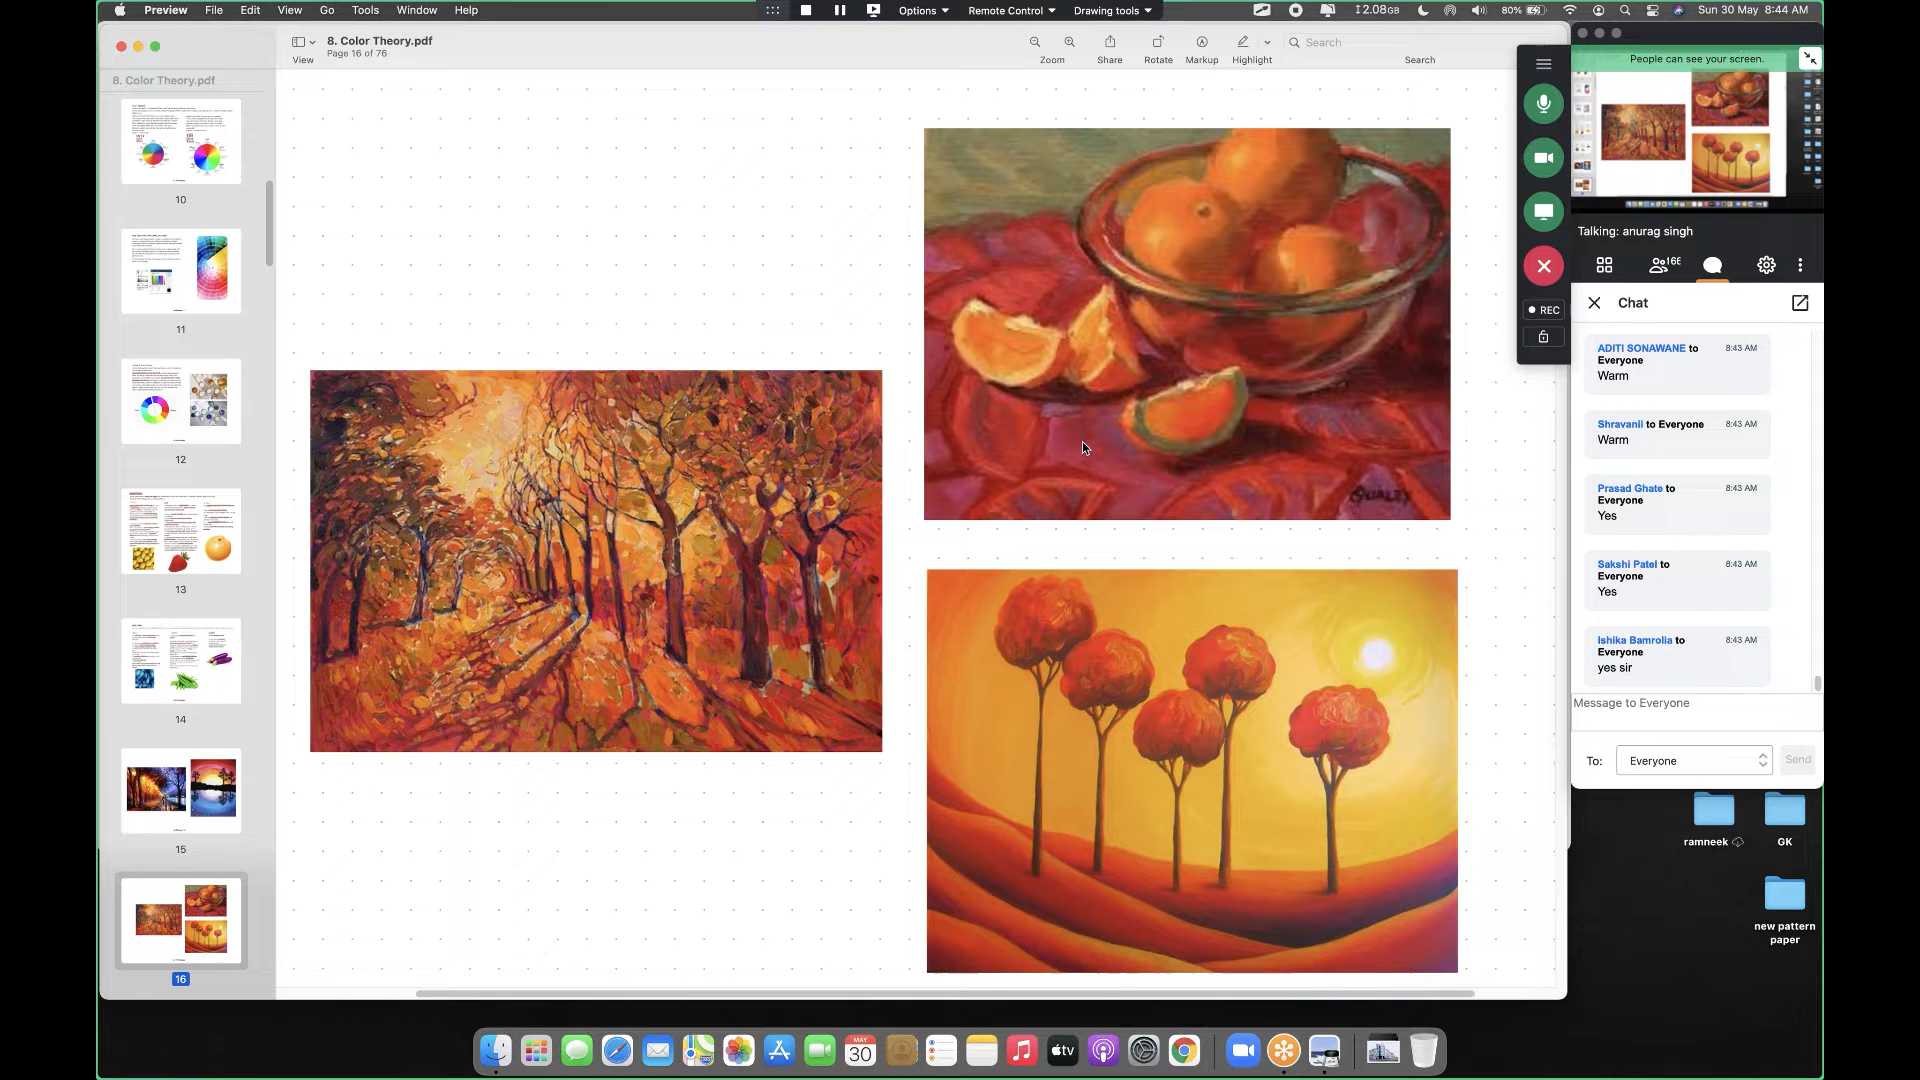 Preview File Edit View Go Tools Window Help
Options Remote Control Drawing tools
2.08GB 80% Sun 30 May 8:44 AM
8. Color Theory.pdf
Page 16 of 76
Search
View Zoom Share Rotate Markup Highlight Search
8. Color Theory.pdf
10
11
12
13
14
15
16
QUALEY
REC
People can see your screen.
Talking: anurag singh
166
Chat
ADITI SONAWANE to Everyone 8:43 AM
Warm
Shravanii to Everyone 8:43 AM
Warm
Prasad Ghate to Everyone 8:43 AM
Yes
Sakshi Patel to Everyone 8:43 AM
Yes
Ishika Bamrolia to Everyone 8:43 AM
yes sir
Message to Everyone
To: Everyone Send
ramneek GK
new pattern paper
MAY
30
tv